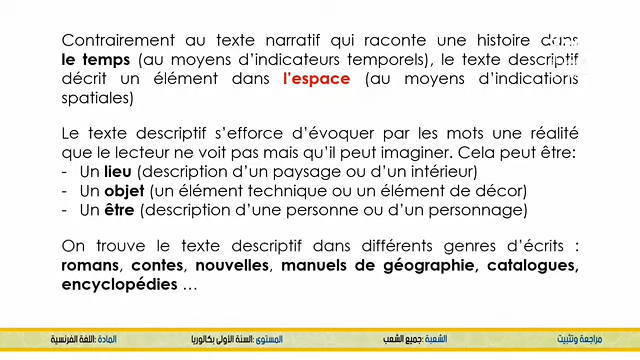 Contrairement au texte narratif qui raconte une histoire dans
le temps (au moyens d'indicateurs temporels), le texte descriptif
décrit un élément dans l'espace (au moyens d'indications
spatiales)
Le texte descriptif s'efforce d'évoquer par les mots une réalité
que le lecteur ne voit pas mais qu'il peut imaginer. Cela peut être:
- Un lieu (description d'un paysage ou d'un intérieur)
- Un objet (un élément technique ou un élément de décor)
- Un être (description d'une personne ou d'un personnage)
On trouve le texte descriptif dans différents genres d'écrits :
romans, contes, nouvelles, manuels de géographie, catalogues,
encyclopédies ...
مراجعة وتثبيت الشعبة :جميع الشعب المستوى :السنة الأولى بكالوريا المادة :اللغة الفرنسية